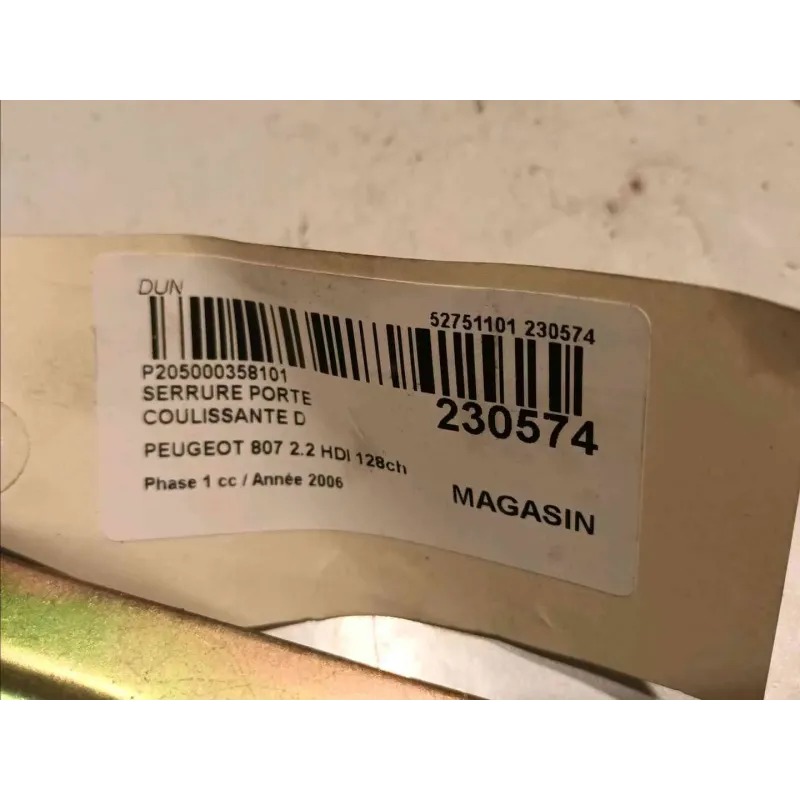 DUN
52751101 230574
P205000358101
SERRURE PORTE
COULISSANTE D
230574
PEUGEOT 807 2.2 HDI 128ch
Phase 1 cc / Année 2006
MAGASIN